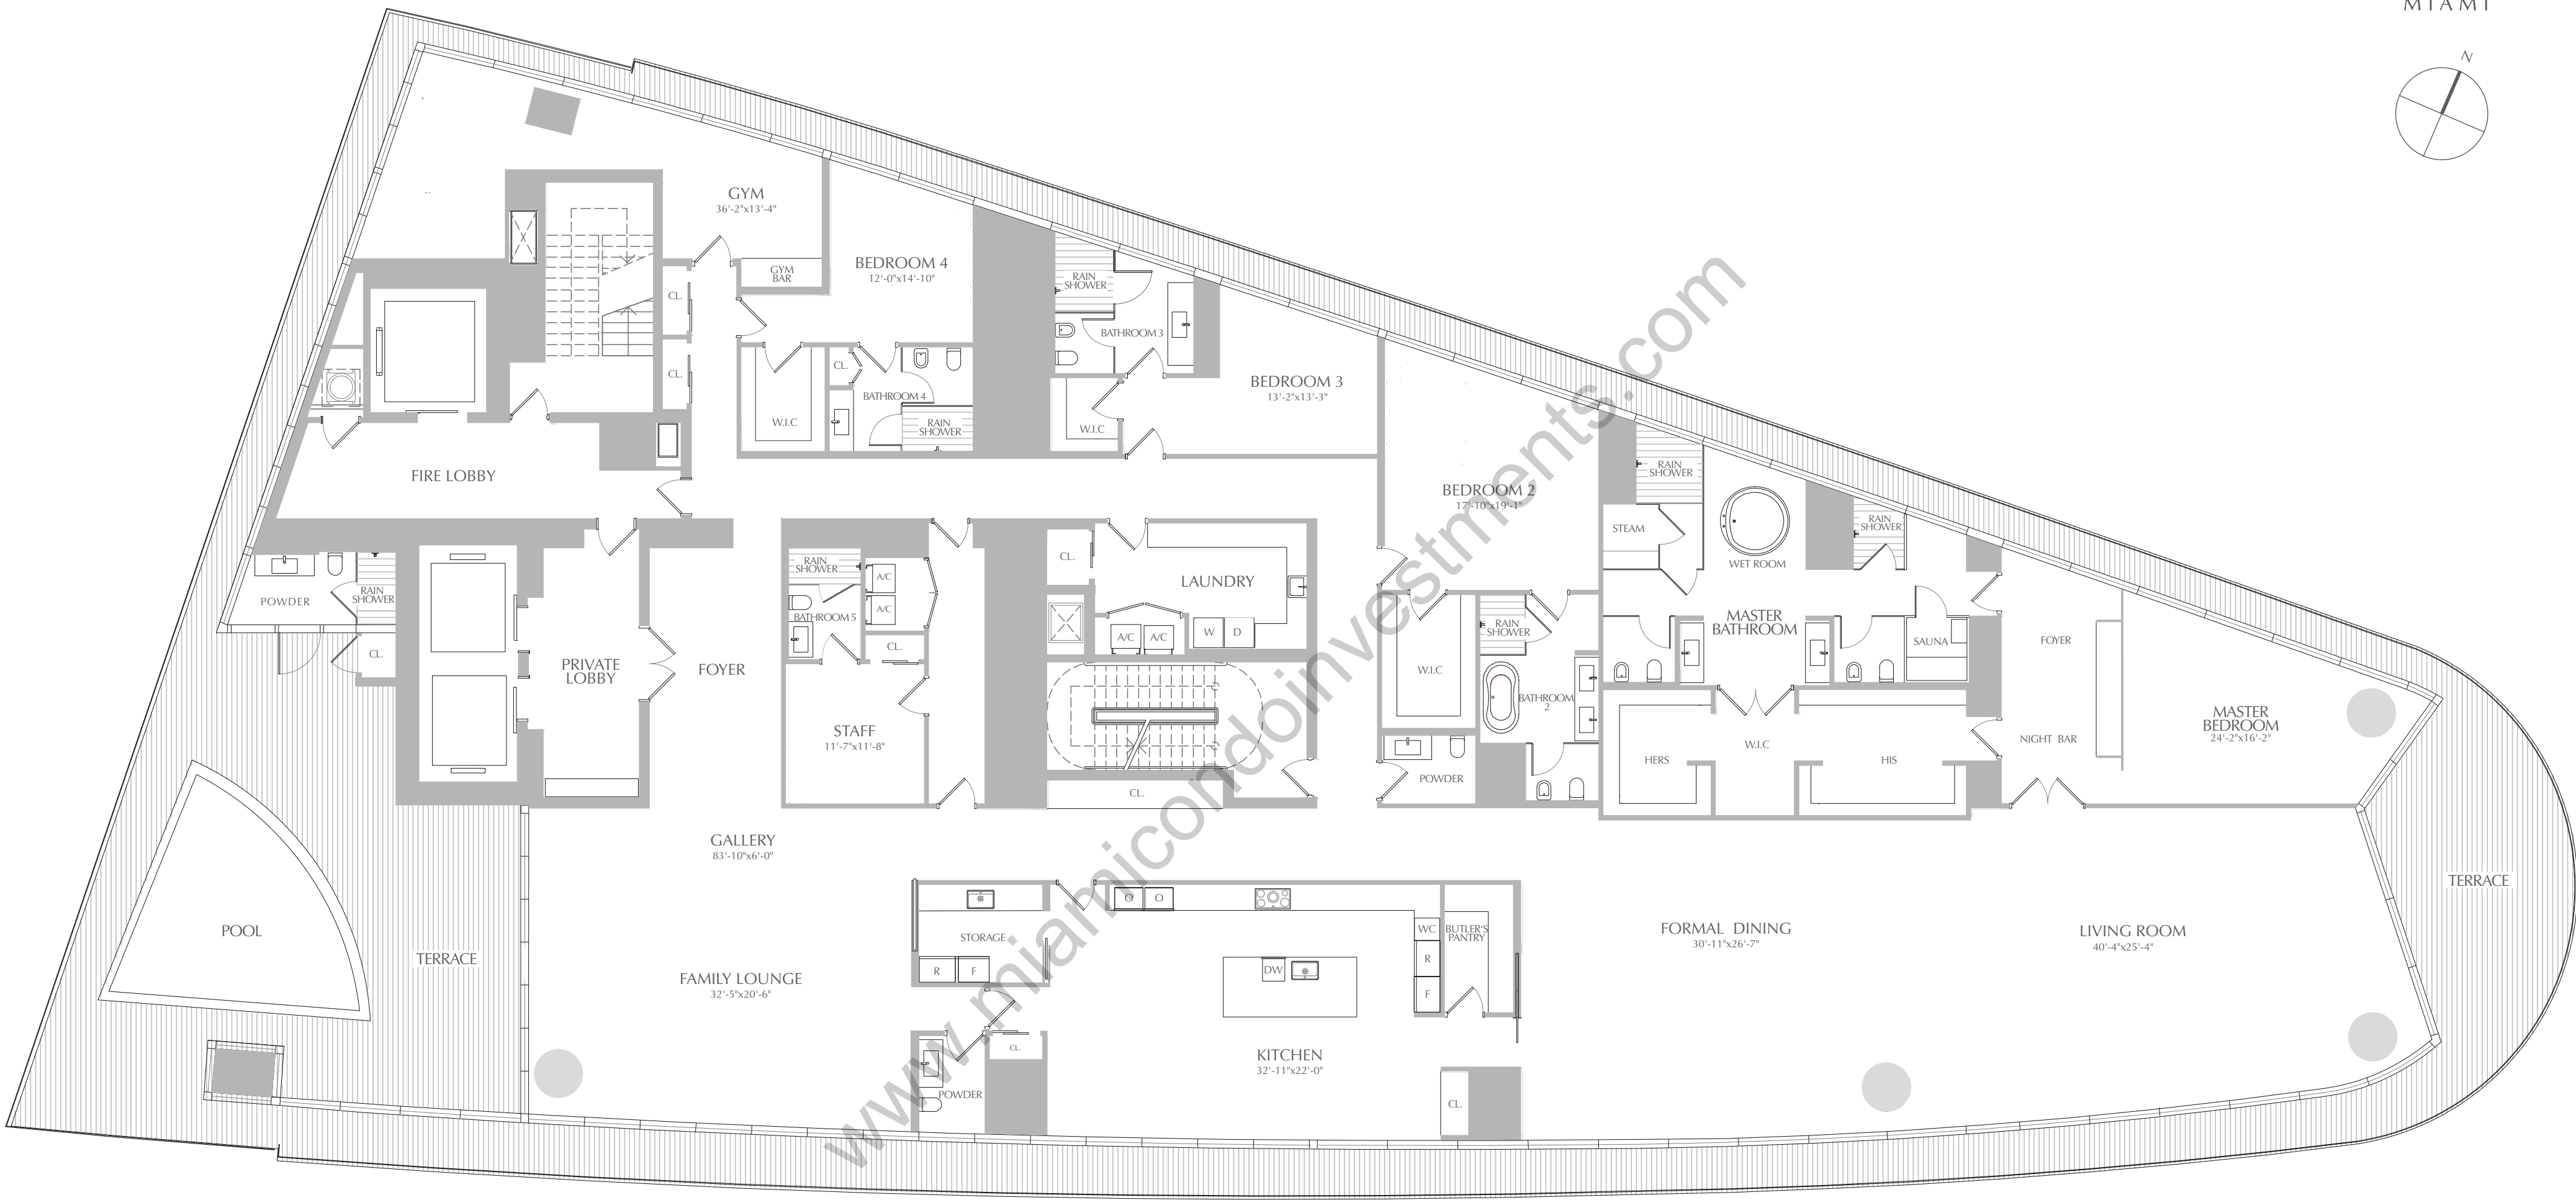 MIAMI
N
GYM
36'-2"x13'-4"
GYM
BAR
BEDROOM 4
12'-0"x14'-10"
CL.
CL.
W.I.C
CL.
BATHROOM 4
RAIN
SHOWER
RAIN
SHOWER
BATHROOM 3
W.I.C
BEDROOM 3
13'-2"x13'-3"
FIRE LOBBY
BEDROOM 2
17'-10"x19'-1"
RAIN
SHOWER
STEAM
WET ROOM
RAIN
SHOWER
POWDER
RAIN
SHOWER
CL.
PRIVATE
LOBBY
FOYER
RAIN
SHOWER
A/C
A/C
BATHROOM 5
CL.
STAFF
11'-7"x11'-8"
CL.
LAUNDRY
A/C
A/C
W
D
CL.
W.I.C
RAIN
SHOWER
BATHROOM
2
POWDER
MASTER
BATHROOM
SAUNA
HERS
W.I.C
HIS
FOYER
NIGHT BAR
MASTER
BEDROOM
24'-2"x16'-2"
GALLERY
83'-10"x6'-0"
POOL
TERRACE
FAMILY LOUNGE
32'-5"x20'-6"
STORAGE
R
F
CL.
POWDER
O
O
DW
WC
R
F
BUTLER'S
PANTRY
KITCHEN
32'-11"x22'-0"
CL.
FORMAL DINING
30'-11"x26'-7"
LIVING ROOM
40'-4"x25'-4"
TERRACE
www.miamicondoinvestments.com